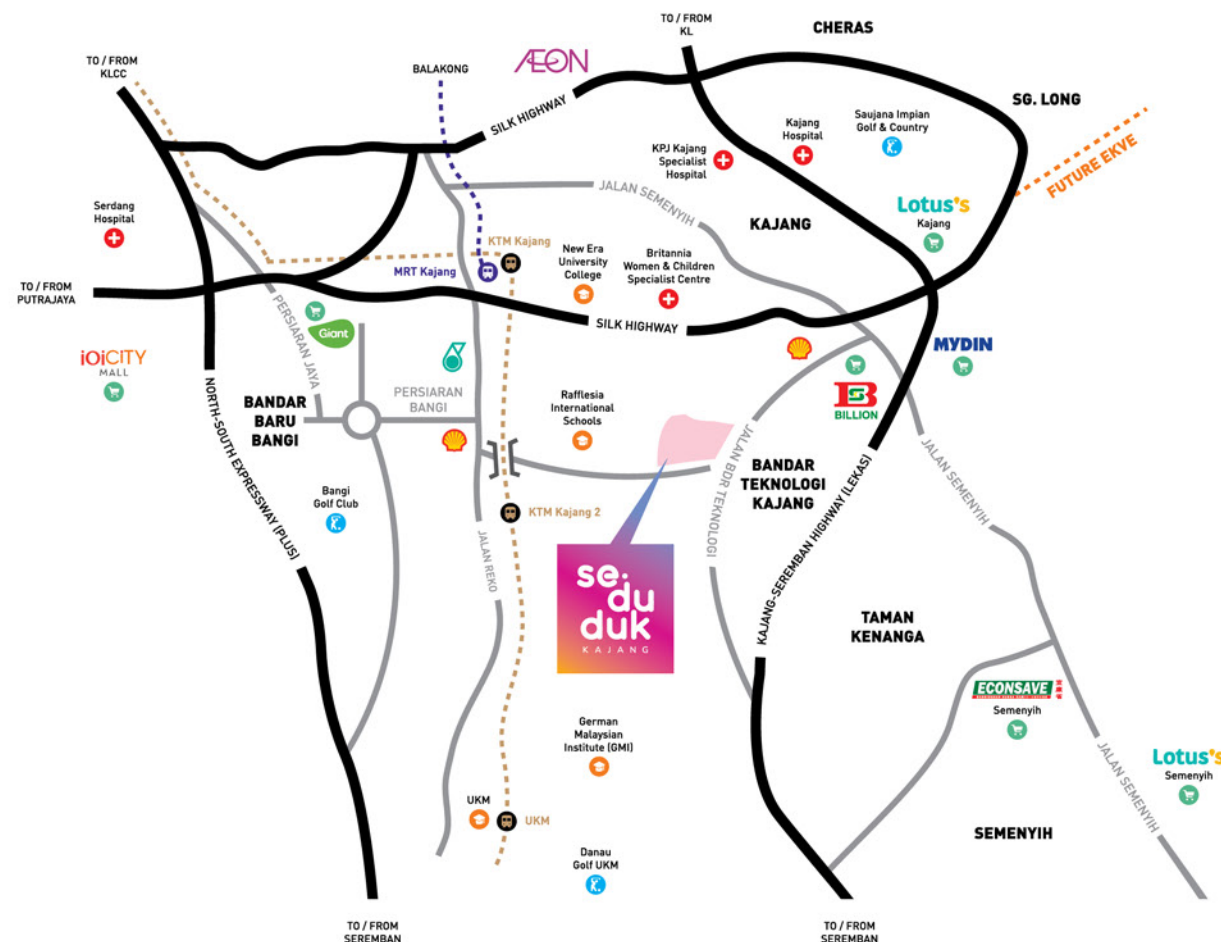 TO / FROM
KL
CHERAS
TO / FROM
KLCC
BALAKONG
ÆON
SILK HIGHWAY
SG. LONG
FUTURE EKVE
KPJ Kajang
Specialist
Hospital
Kajang
Hospital
Saujana Impian
Golf & Country
JALAN SEMENYIH
Serdang
Hospital
KAJANG
Lotus's
Kajang
MRT Kajang
KTM Kajang
New Era
University
College
Britannia
Women & Children
Specialist Centre
TO / FROM
PUTRAJAYA
PERSIARAN JAYA
Giant
SILK HIGHWAY
iOiCITY
MALL
MYDIN
B
BILLION
NORTH-SOUTH EXPRESSWAY (PLUS)
BANDAR
BARU
BANGI
PERSIARAN
BANGI
Rafflesia
International
Schools
JALAN BDR TEKNOLOGI
BANDAR
TEKNOLOGI
KAJANG
JALAN SEMENYIH
Bangi
Golf Club
KTM Kajang 2
JALAN REKO
KAJANG-SEREMBAN HIGHWAY (LEKAS)
se.
du
duk
KAJANG
TAMAN
KENANGA
ECONSAVE
Semenyih
German
Malaysian
Institute (GMI)
JALAN SEMENYIH
Lotus's
Semenyih
UKM
UKM
SEMENYIH
Danau
Golf UKM
TO / FROM
SEREMBAN
TO / FROM
SEREMBAN